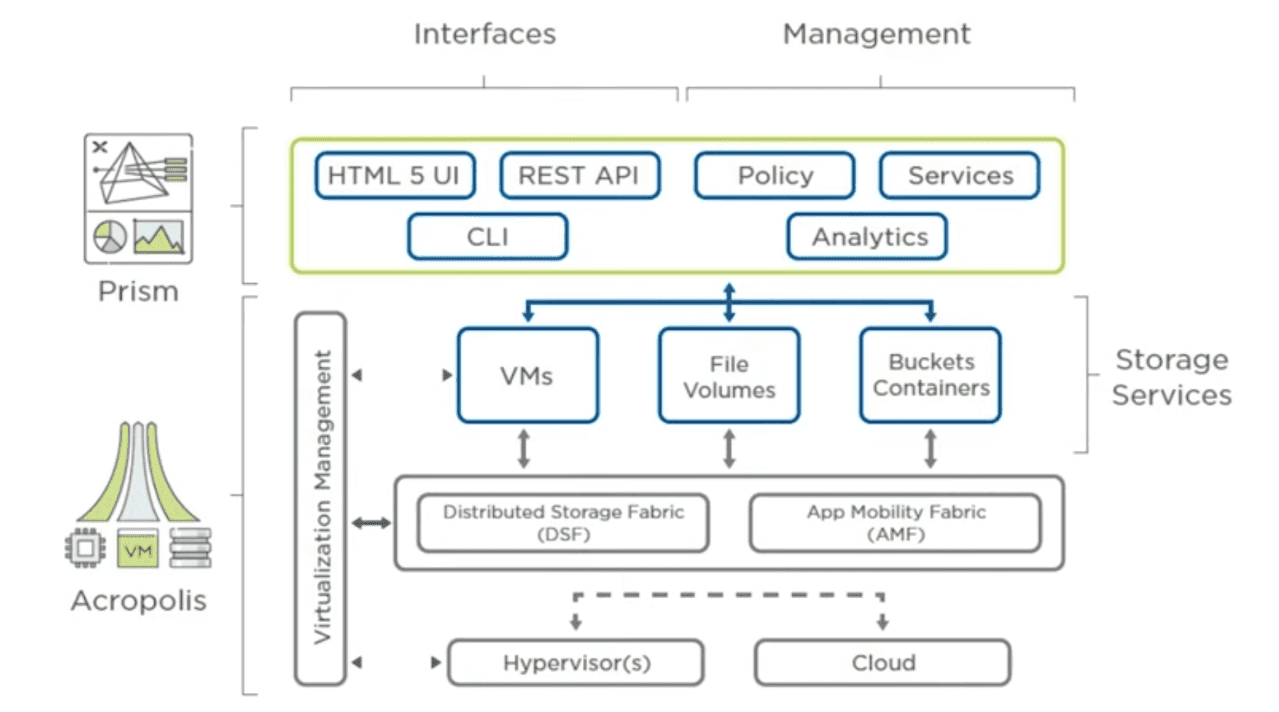 Interfaces
Management
HTML 5 UI
REST API
Policy
Services
CLI
Analytics
Prism
Virtualization Management
VMs
File
Volumes
Buckets
Containers
Storage
Services
Distributed Storage Fabric
(DSF)
App Mobility Fabric
(AMF)
VM
Acropolis
Hypervisor(s)
Cloud